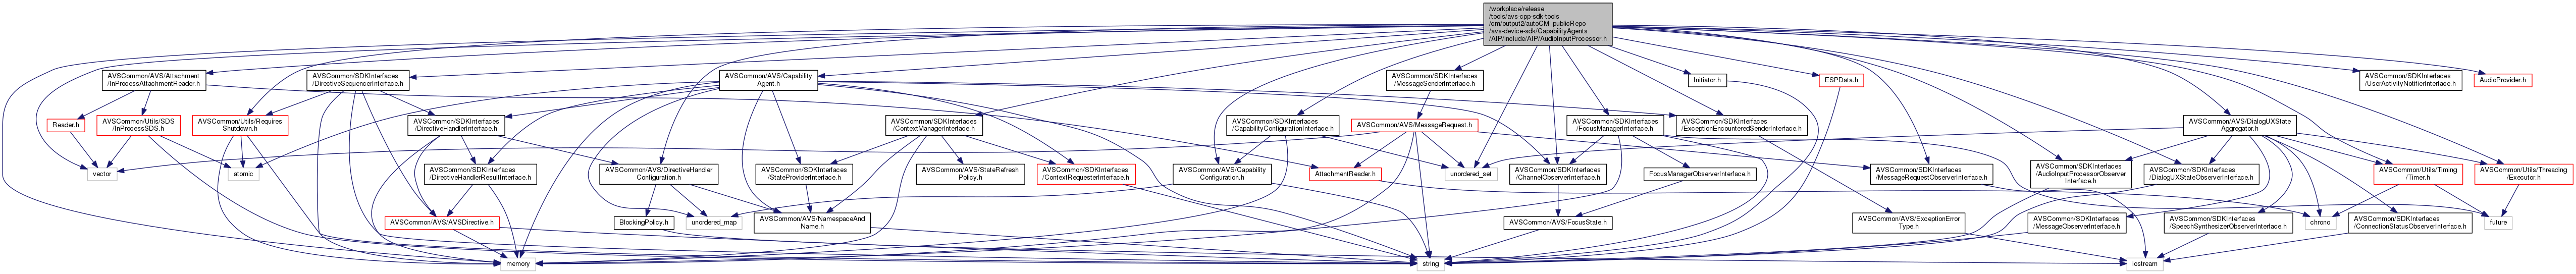 /workplace/release
/tools/avs-cpp-sdk-tools
/cm/output2/autoCM_publicRepo
/avs-device-sdk/CapabilityAgents
/AIP/include/AIP/AudioInputProcessor.h
AVSCommon/AVS/Attachment
/InProcessAttachmentReader.h
AVSCommon/SDKInterfaces
/DirectiveSequencerInterface.h
AVSCommon/AVS/Capability
Agent.h
AVSCommon/SDKInterfaces
/MessageSenderInterface.h
Initiator.h
ESPData.h
AVSCommon/SDKInterfaces
/UserActivityNotifierInterface.h
AudioProvider.h
Reader.h
AVSCommon/Utils/SDS
/InProcessSDS.h
AVSCommon/Utils/Requires
Shutdown.h
AVSCommon/SDKInterfaces
/DirectiveHandlerInterface.h
AVSCommon/SDKInterfaces
/ContextManagerInterface.h
AVSCommon/SDKInterfaces
/CapabilityConfigurationInterface.h
AVSCommon/AVS/MessageRequest.h
AVSCommon/SDKInterfaces
/FocusManagerInterface.h
AVSCommon/SDKInterfaces
/ExceptionEncounteredSenderInterface.h
AVSCommon/AVS/DialogUXState
Aggregator.h
vector
atomic
AVSCommon/SDKInterfaces
/DirectiveHandlerResultInterface.h
AVSCommon/AVS/DirectiveHandler
Configuration.h
AVSCommon/SDKInterfaces
/StateProviderInterface.h
AVSCommon/AVS/StateRefresh
Policy.h
AVSCommon/SDKInterfaces
/ContextRequesterInterface.h
AVSCommon/AVS/Capability
Configuration.h
AttachmentReader.h
unordered_set
AVSCommon/SDKInterfaces
/ChannelObserverInterface.h
FocusManagerObserverInterface.h
AVSCommon/SDKInterfaces
/MessageRequestObserverInterface.h
AVSCommon/SDKInterfaces
/AudioInputProcessorObserver
Interface.h
AVSCommon/SDKInterfaces
/DialogUXStateObserverInterface.h
AVSCommon/Utils/Timing
/Timer.h
AVSCommon/Utils/Threading
/Executor.h
AVSCommon/AVS/AVSDirective.h
BlockingPolicy.h
unordered_map
AVSCommon/AVS/NamespaceAnd
Name.h
AVSCommon/AVS/FocusState.h
AVSCommon/AVS/ExceptionError
Type.h
AVSCommon/SDKInterfaces
/MessageObserverInterface.h
AVSCommon/SDKInterfaces
/SpeechSynthesizerObserverInterface.h
chrono
AVSCommon/SDKInterfaces
/ConnectionStatusObserverInterface.h
future
memory
string
iostream